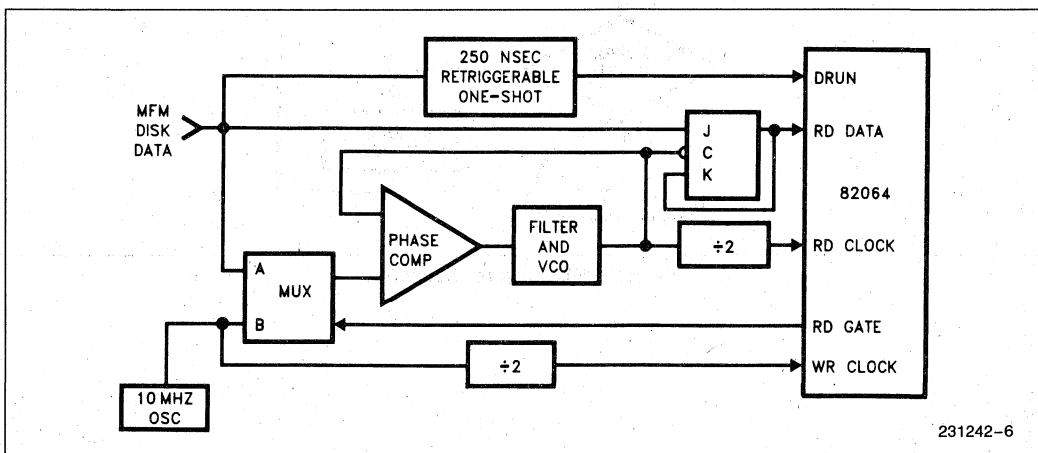 250 NSEC
RETRIGGERABLE
ONE-SHOT
DRUN
MFM
DISK
DATA
J
C
K
RD DATA
82064
PHASE
COMP
FILTER
AND
VCO
÷2
RD CLOCK
A
MUX
B
RD GATE
÷2
WR CLOCK
10 MHZ
OSC
231242-6